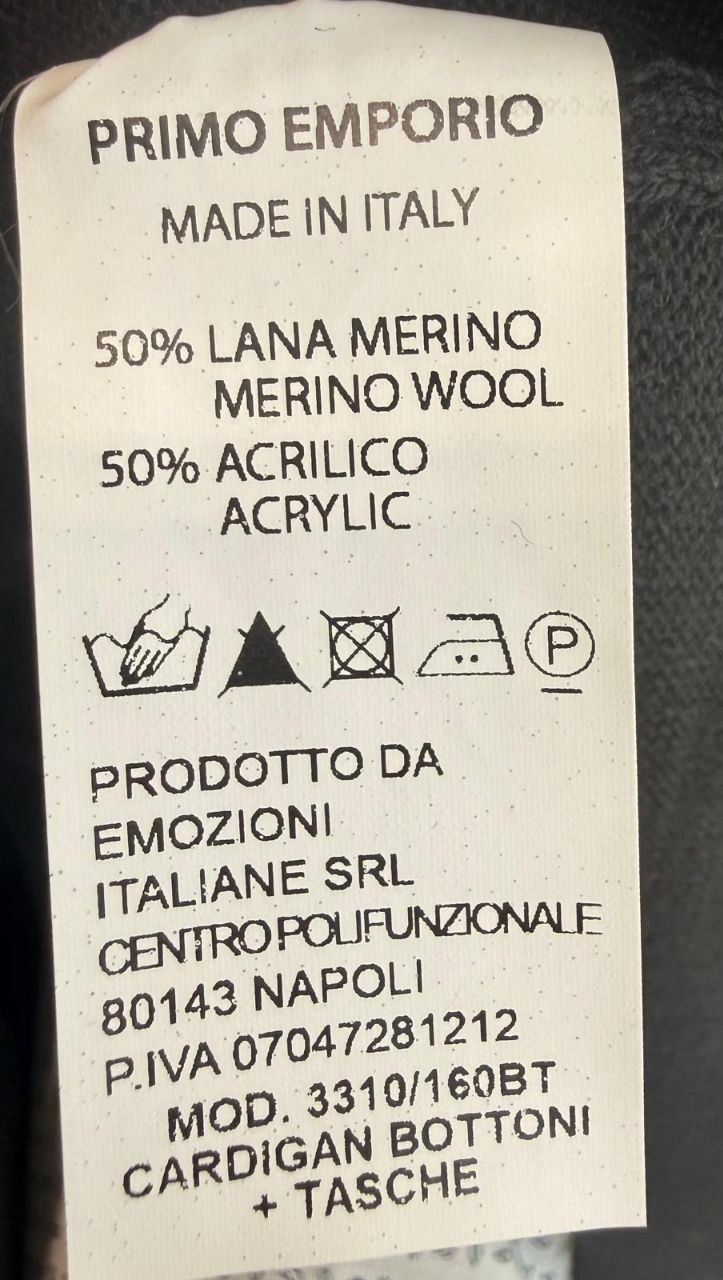 PRIMO EMPORIO
MADE IN ITALY
50% LANA MERINO
MERINO WOOL
50% ACRILICO
ACRYLIC
P
PRODOTTO DA
EMOZIONI
ITALIANE SRL
CENTRO POLIFUNZIONALE
80143 NAPOLI
P.IVA 07047281212
MOD. 3310/160BT
CARDIGAN BOTTONI
+ TASCHE